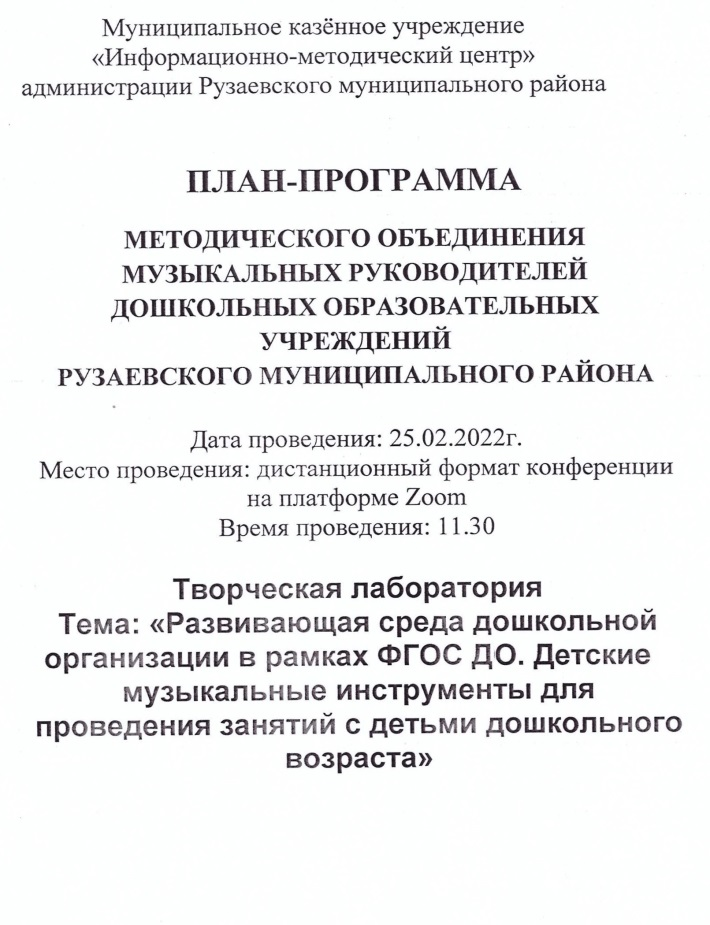 Муниципальное казённое учреждение
«Информационно-методический центр»
администрации Рузаевского муниципального района
ПЛАН-ПРОГРАММА
МЕТОДИЧЕСКОГО ОБЪЕДИНЕНИЯ
МУЗЫКАЛЬНЫХ РУКОВОДИТЕЛЕЙ
ДОШКОЛЬНЫХ ОБРАЗОВАТЕЛЬНЫХ
УЧРЕЖДЕНИЙ
РУЗАЕВСКОГО МУНИЦИПАЛЬНОГО РАЙОНА
Дата проведения: 25.02.2022г.
Место проведения: дистанционный формат конференции
на платформе Zoom
Время проведения: 11.30
Творческая лаборатория
Тема: «Развивающая среда дошкольной
организации в рамках ФГОС ДО. Детские
музыкальные инструменты для
проведения занятий с детьми дошкольного
возраста»